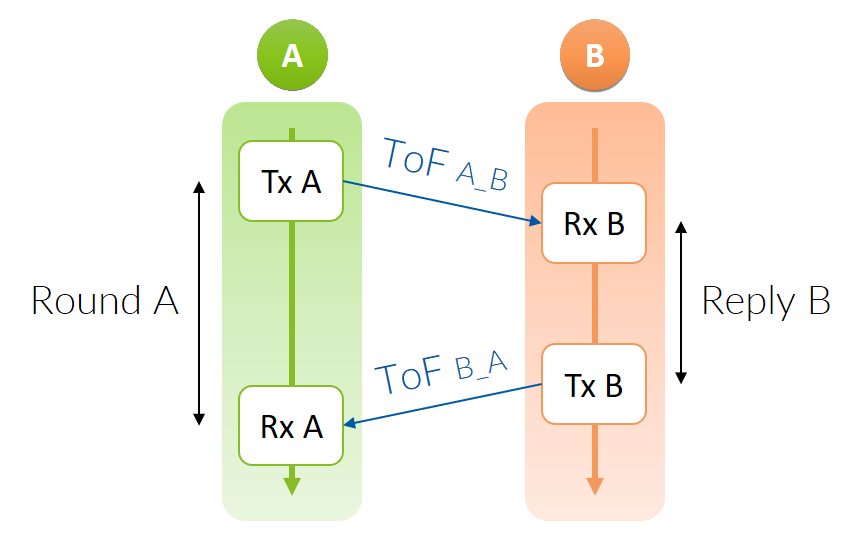 A
B
Tx A
ToF A_B
Rx B
Round A
Reply B
ToF B_A
Tx B
Rx A